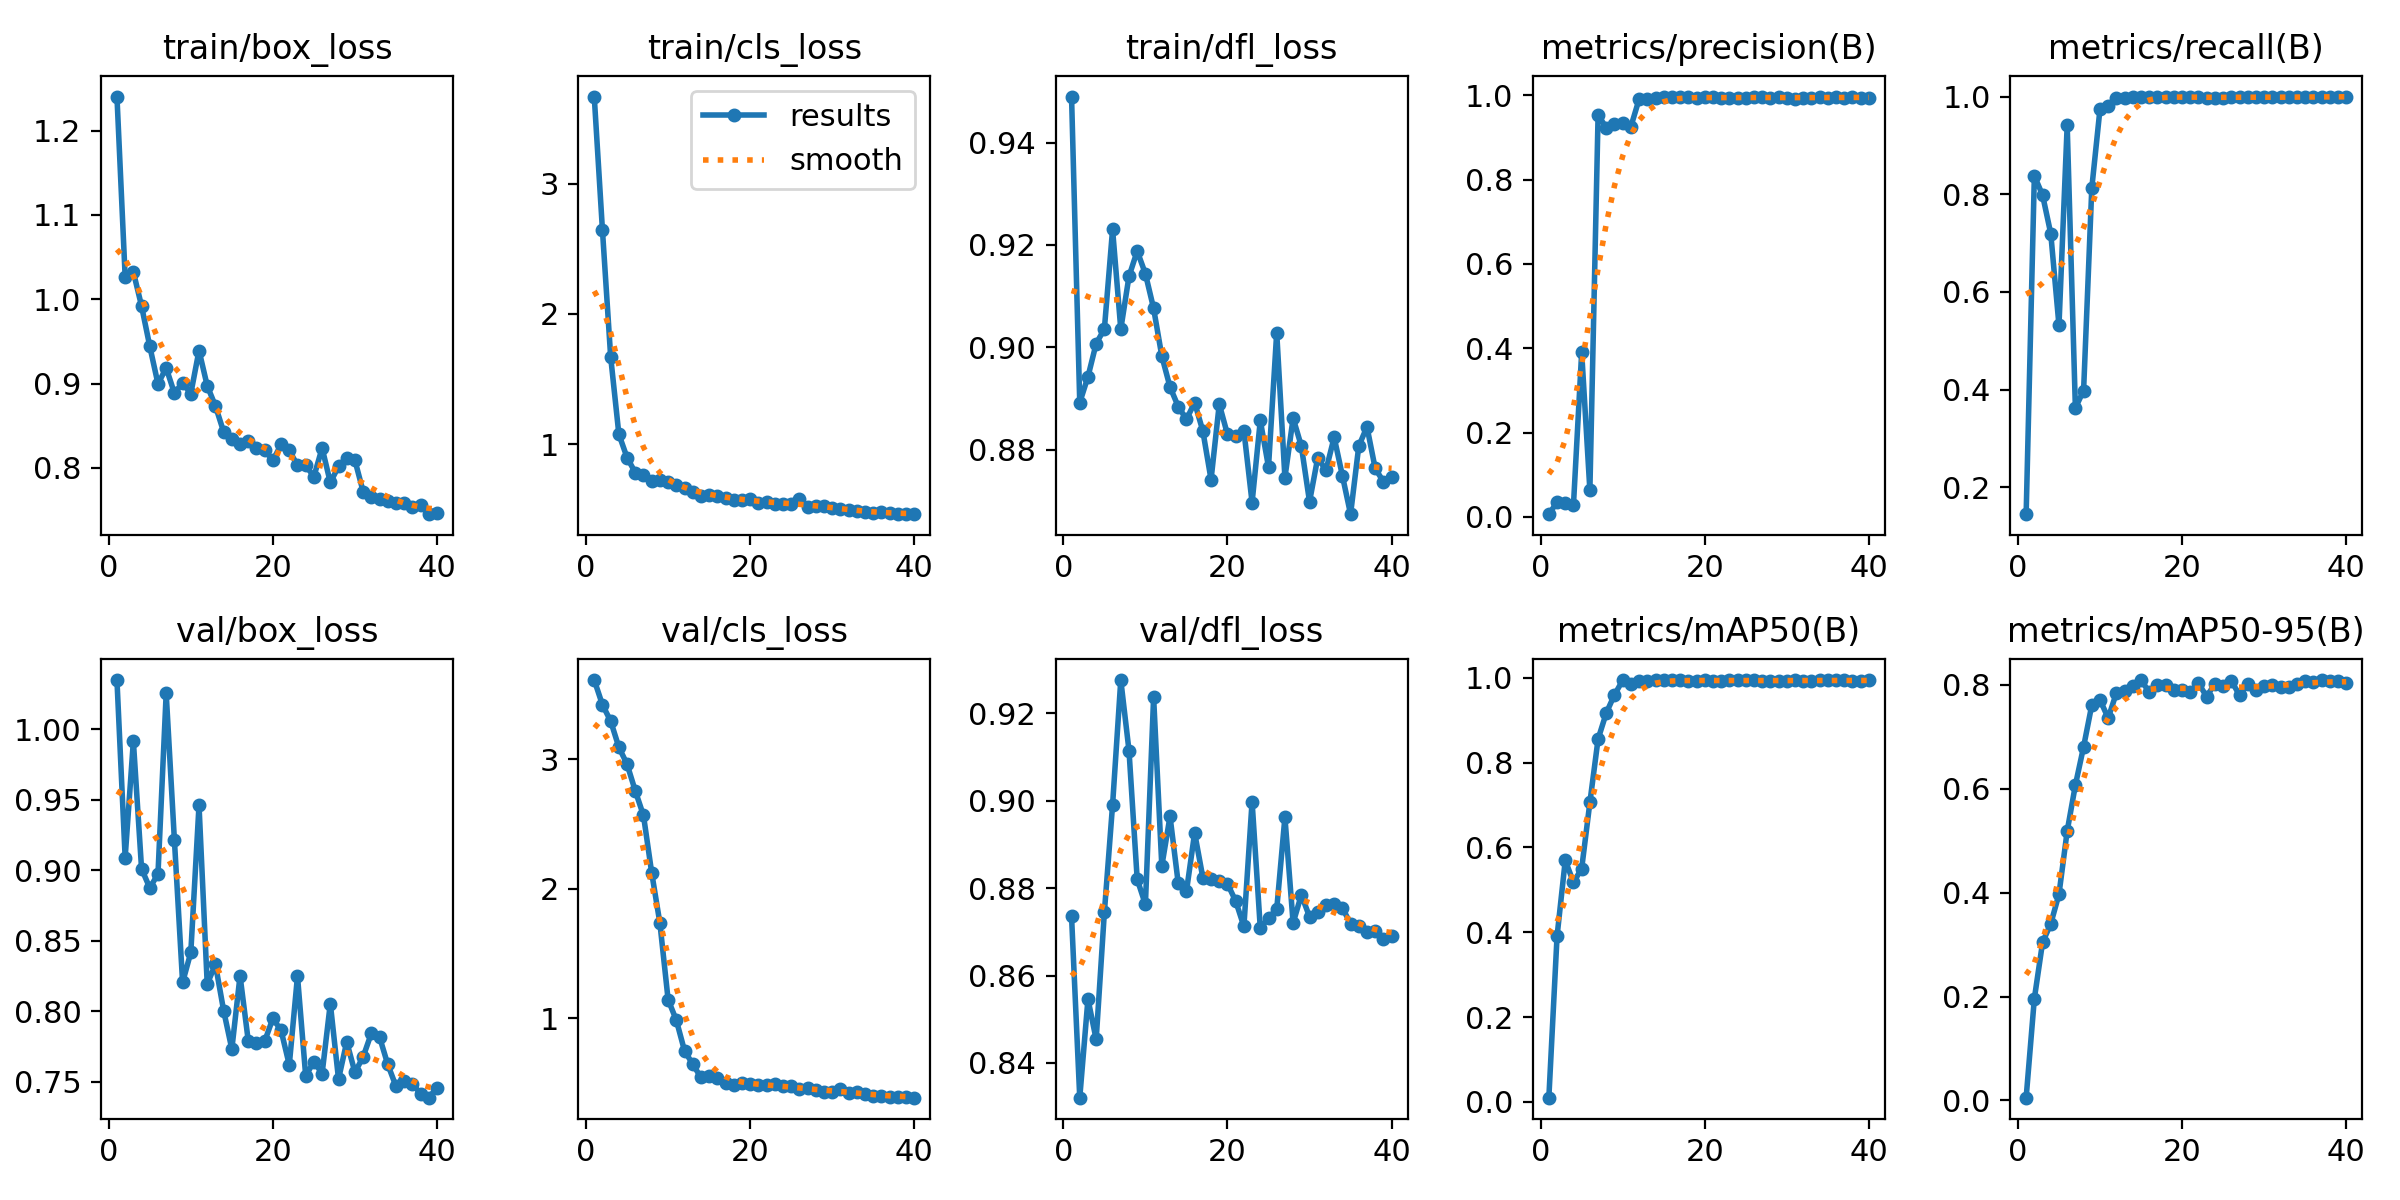 train/box_loss
1.2
1.1
1.0
0.9
0.8
0 20 40
train/cls_loss
results
smooth
3
2
1
0 20 40
train/dfl_loss
0.94
0.92
0.90
0.88
0 20 40
metrics/precision(B)
1.0
0.8
0.6
0.4
0.2
0.0
0 20 40
metrics/recall(B)
1.0
0.8
0.6
0.4
0.2
0 20 40
val/box_loss
1.00
0.95
0.90
0.85
0.80
0.75
0 20 40
val/cls_loss
3
2
1
0 20 40
val/dfl_loss
0.92
0.90
0.88
0.86
0.84
0 20 40
metrics/mAP50(B)
1.0
0.8
0.6
0.4
0.2
0.0
0 20 40
metrics/mAP50-95(B)
0.8
0.6
0.4
0.2
0.0
0 20 40